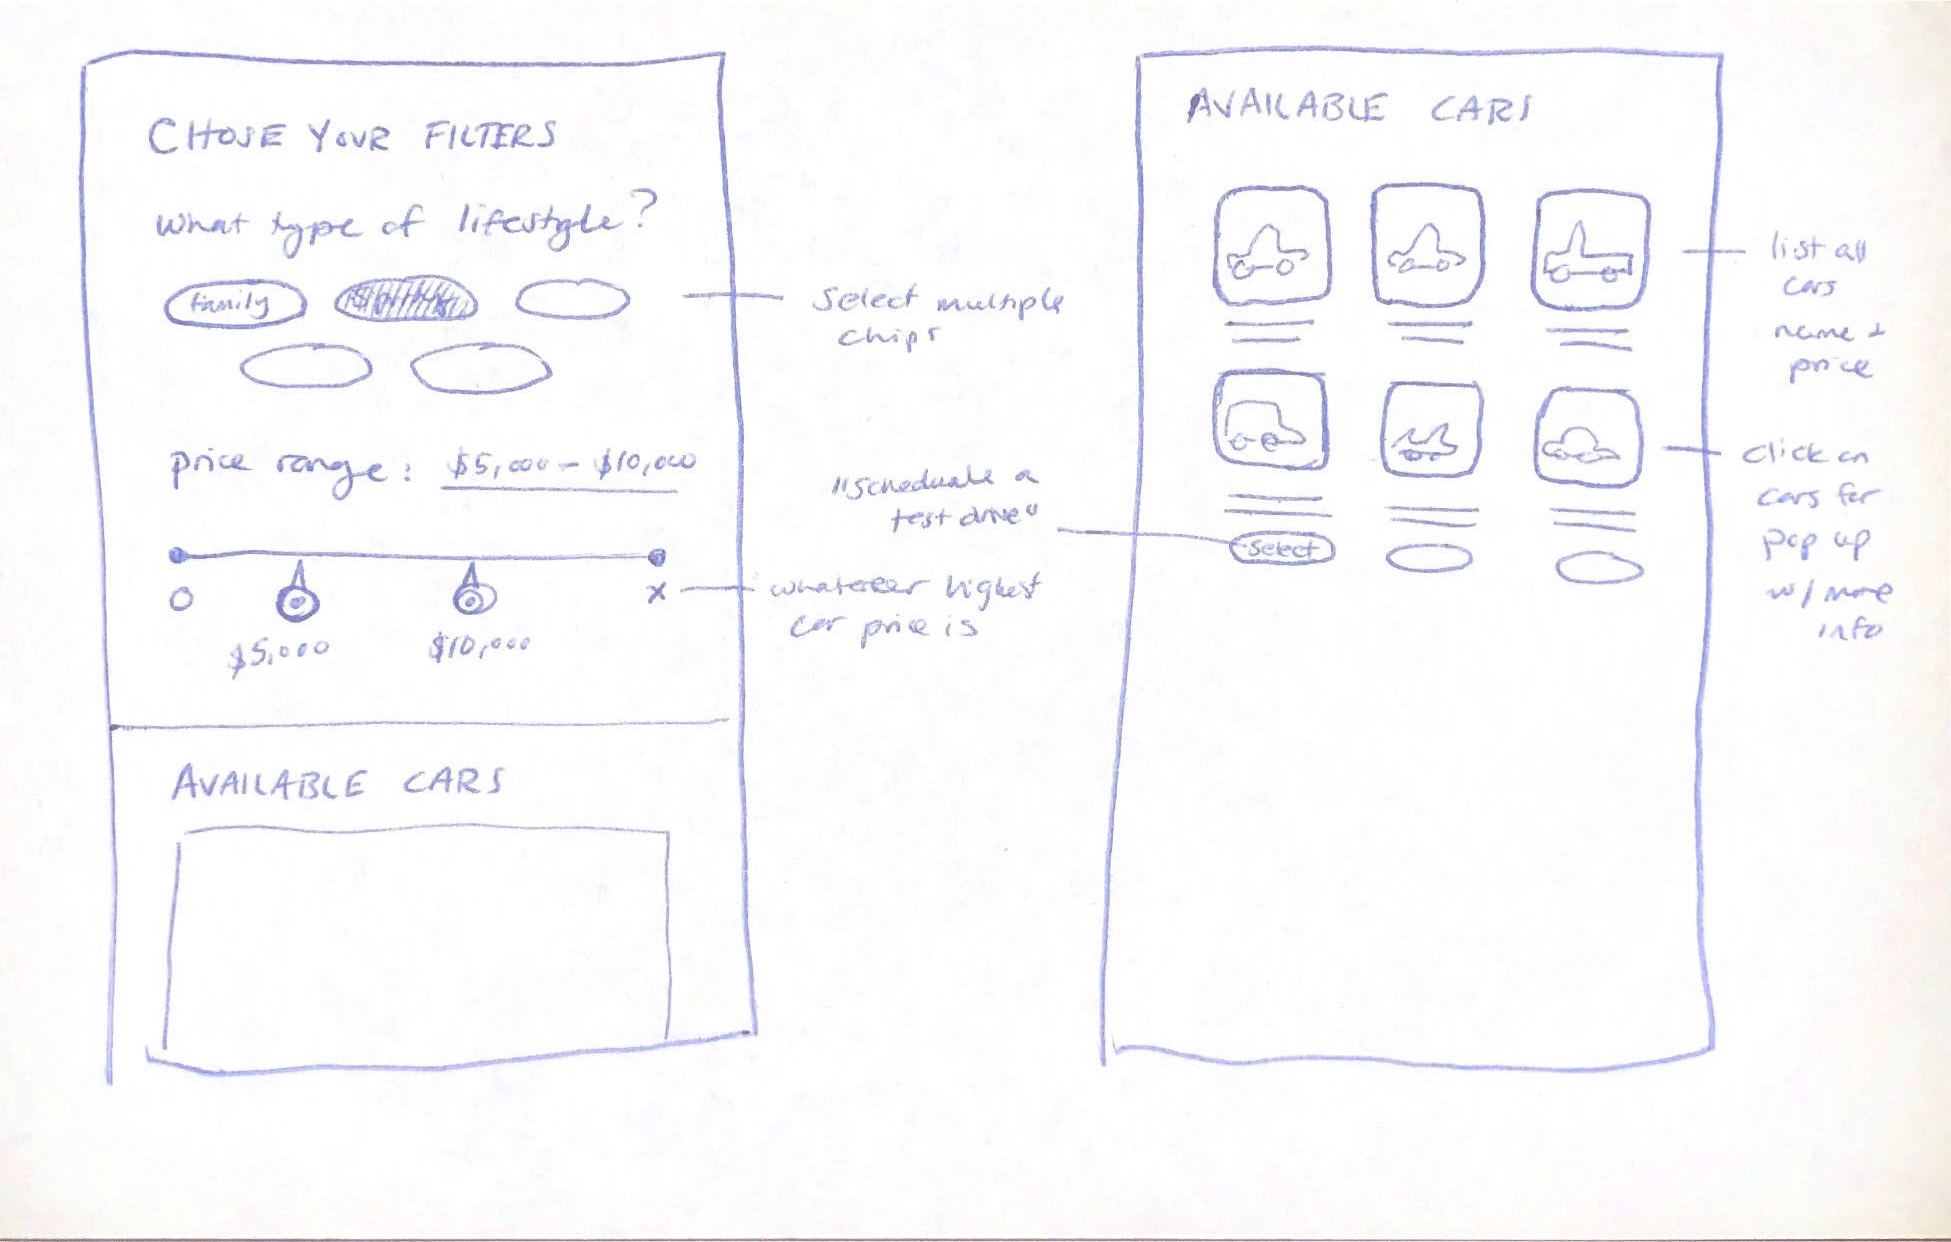 CHOSE YOUR FILTERS
what type of lifestyle?
family
select multiple
chips
price range: $5,000 - $10,000
O
x
whatever highest
car price is
$5,000
$10,000
AVAILABLE CARS
AVAILABLE CARS
list all
cars
name +
price
click on
cars for
pop up
w/ more
info
"scheduale a
test drive"
select